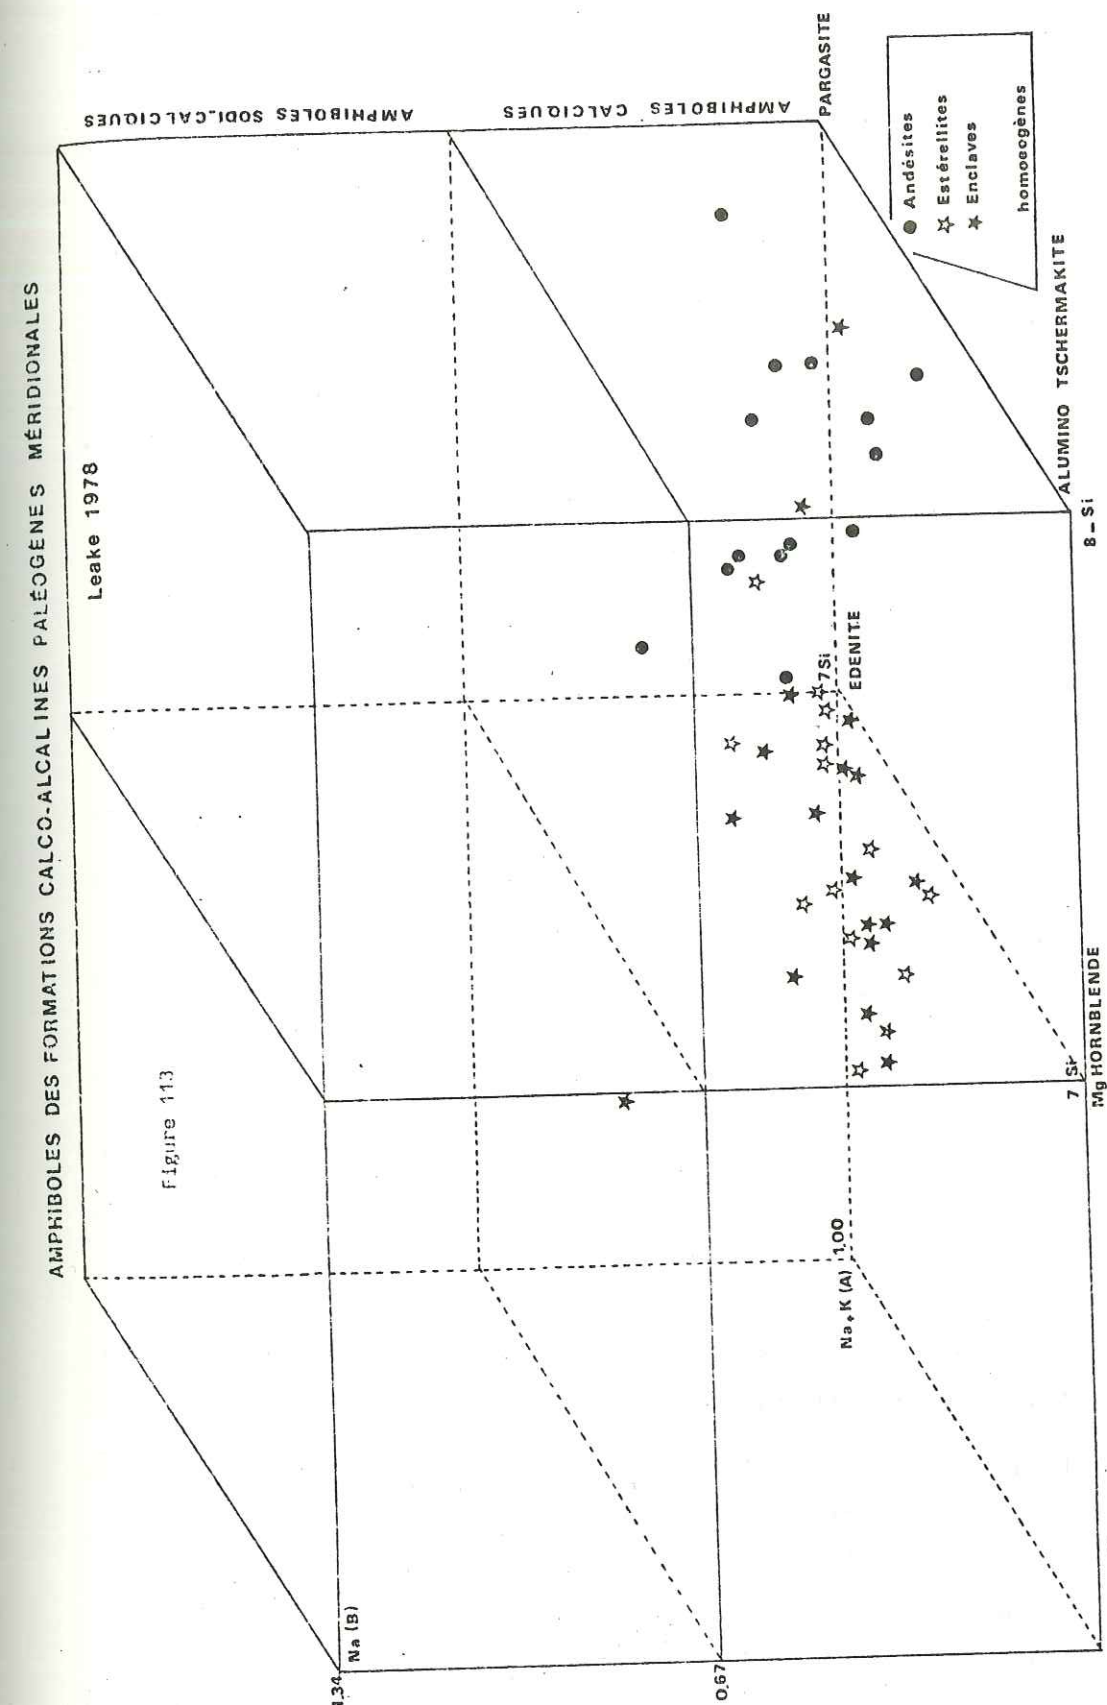 AMPHIBOLES DES FORMATIONS CALCO-ALCALINES PALÉOGÈNES MÉRIDIONALES
Leake 1978
Figure 113
AMPHIBOLES SODI-CALCIQUES
AMPHIBOLES CALCIQUES
PARGASITE
Andésites
Estérellites
Enclaves
homoeogènes
ALUMINO TSCHERMAKITE
8-Si
7Si
EDENITE
7 Si
Mg HORNBLENDE
Na+K (A) 1.00
Na (B)
1.34
0.67